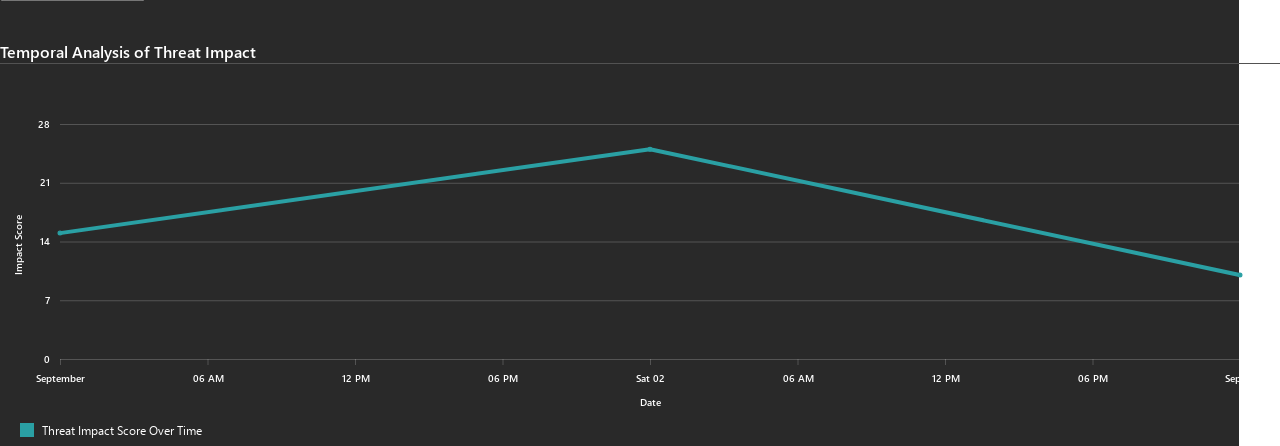 Temporal Analysis of Threat Impact
28
21
14
7
0
Impact Score
September
06 AM
12 PM
06 PM
Sat 02
06 AM
12 PM
06 PM
Sep
Date
Threat Impact Score Over Time